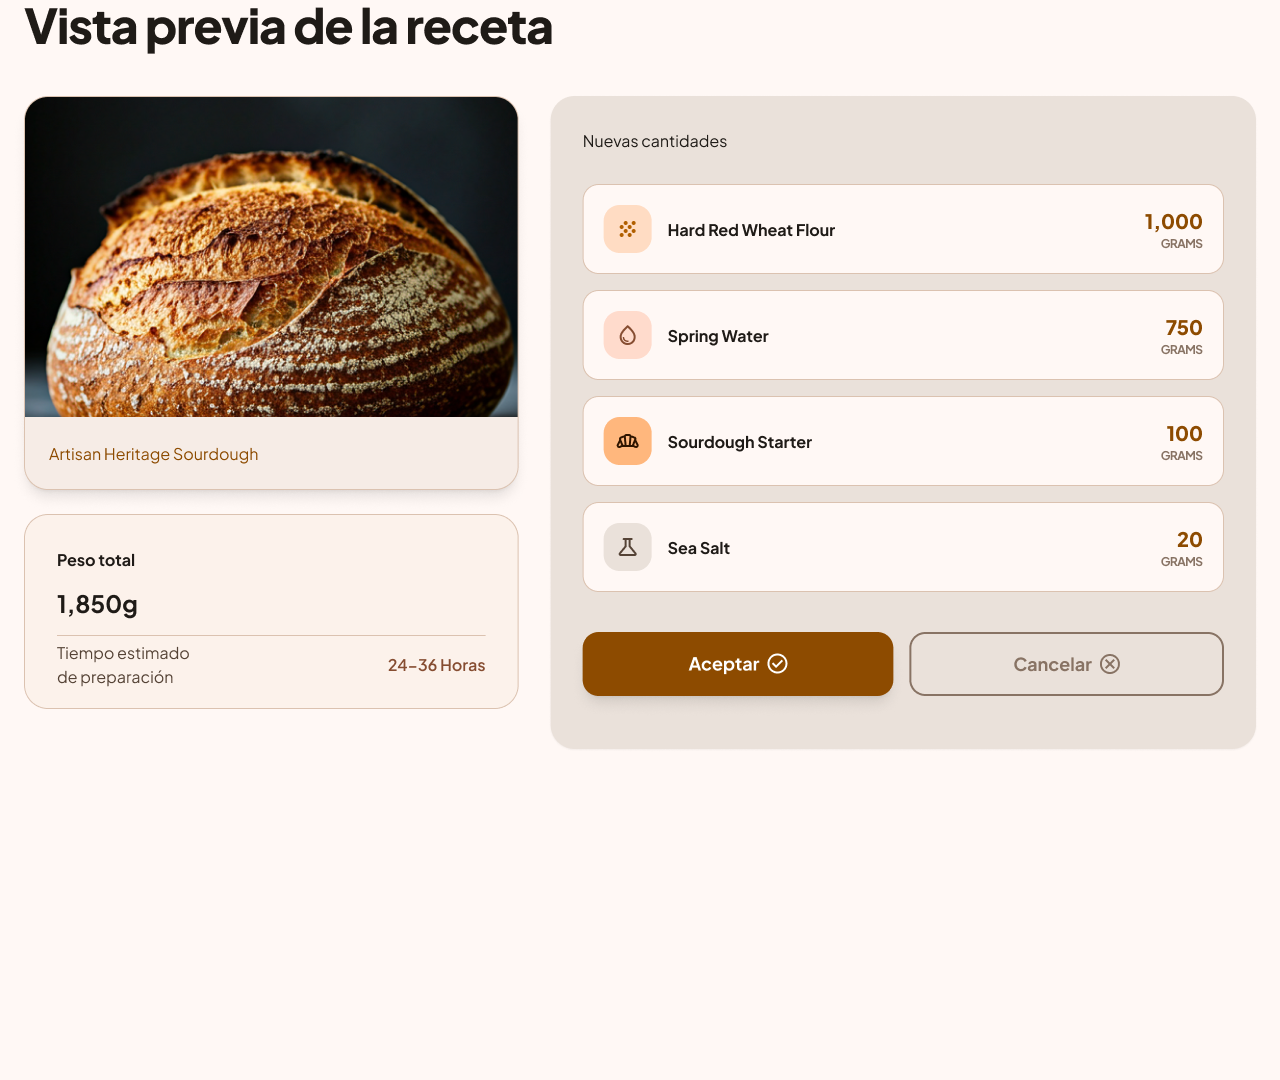 Vista previa de la receta
Artisan Heritage Sourdough
Peso total
1,850g
Tiempo estimado
de preparación
24–36 Horas
Nuevas cantidades
Hard Red Wheat Flour
1,000
GRAMS
Spring Water
750
GRAMS
Sourdough Starter
100
GRAMS
Sea Salt
20
GRAMS
Aceptar
Cancelar